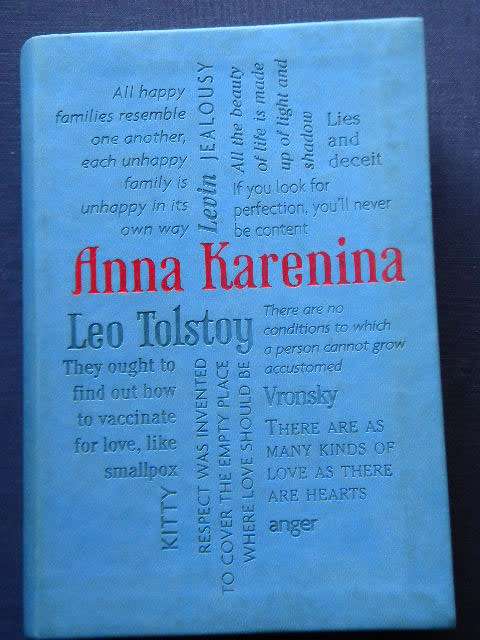 All happy
families resemble
one another,
each unhappy
family is
unhappy in its
own way
Levin
JEALOUSY
All the beauty
of life is made
up of light and
shadow
Lies
and
deceit
If you look for
perfection, you'll never
be content
Anna Karenina
Leo Tolstoy
There are no
conditions to which
a person cannot grow
accustomed
They ought to
find out how
to vaccinate
for love, like
smallpox
KITTY
RESPECT WAS INVENTED
TO COVER THE EMPTY PLACE
WHERE LOVE SHOULD BE
Vronsky
THERE ARE AS
MANY KINDS OF
LOVE AS THERE
ARE HEARTS
anger